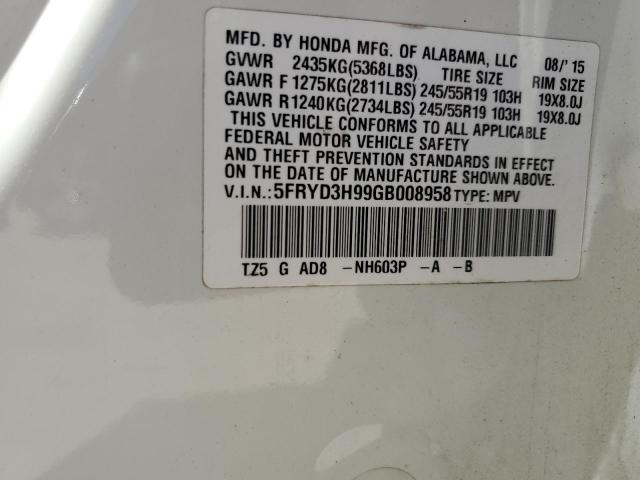 MFD. BY HONDA MFG. OF ALABAMA, LLC 08/'15
GVWR 2435KG(5368LBS) TIRE SIZE RIM SIZE
GAWR F 1275KG(2811LBS) 245/55R19 103H 19X8.0J
GAWR R 1240KG(2734LBS) 245/55R19 103H 19X8.0J
THIS VEHICLE CONFORMS TO ALL APPLICABLE
FEDERAL MOTOR VEHICLE SAFETY
AND THEFT PREVENTION STANDARDS IN EFFECT
ON THE DATE OF MANUFACTURE SHOWN ABOVE.
V.I.N.: 5FRYD3H99GB008958 TYPE: MPV
TZ5 G AD8 -NH603P -A -B